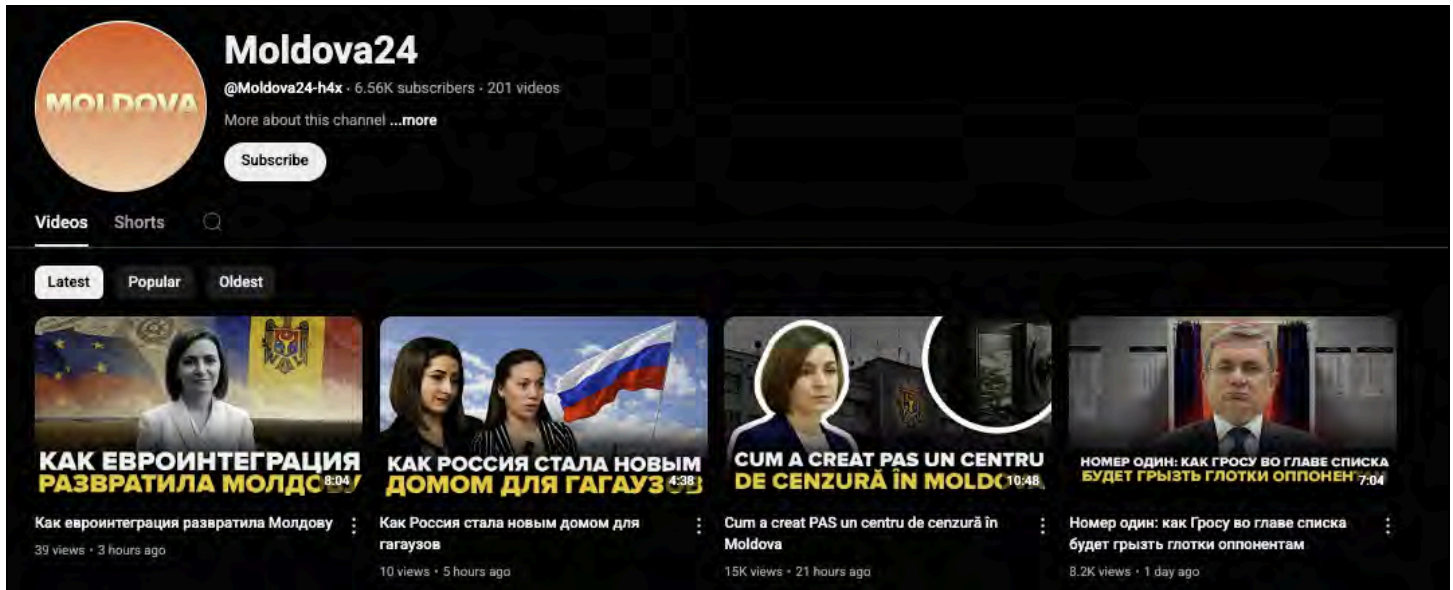 MOLDOVA
Moldova24
@Moldova24-h4x · 6.56K subscribers · 201 videos
More about this channel ...more
Subscribe
Videos Shorts
Latest Popular Oldest
КАК ЕВРОИНТЕГРАЦИЯ
РАЗВРАТИЛА
8:04
Как евроинтеграция развратила Молдову
39 views · 3 hours ago
КАК РОССИЯ СТАЛА НОВЫМ
ДОМОМ ДЛЯ
4:38
Как Россия стала новым домом для
гагаузов
10 views · 5 hours ago
CUM A CREAT PAS UN CENTRU
DE CENZURĂ ÎN
10:48
Cum a creat PAS un centru de cenzură în
Moldova
15K views · 21 hours ago
НОМЕР ОДИН: КАК ГРОСУ ВО ГЛАВЕ СПИСКА
БУДЕТ ГРЫЗТЬ ГЛОТКИ
7:04
Номер один: как Гросу во главе списка
будет грызть глотки оппонентам
8.2K views · 1 day ago